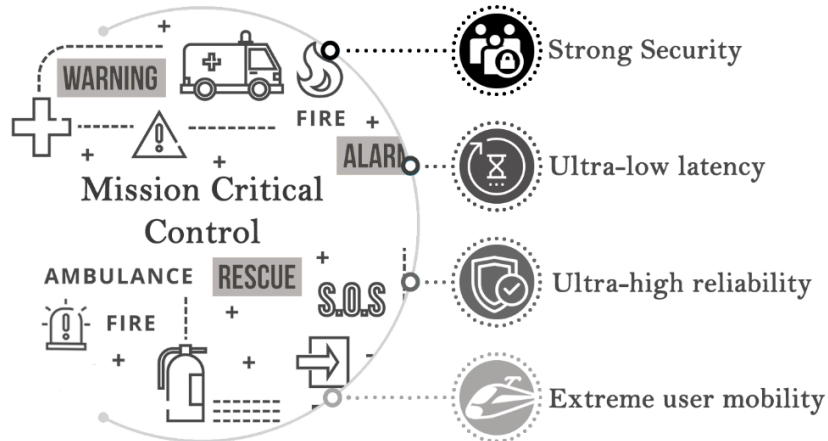 WARNING
FIRE
ALARM
Mission Critical
Control
AMBULANCE
RESCUE
S.O.S
FIRE
Strong Security
Ultra-low latency
Ultra-high reliability
Extreme user mobility